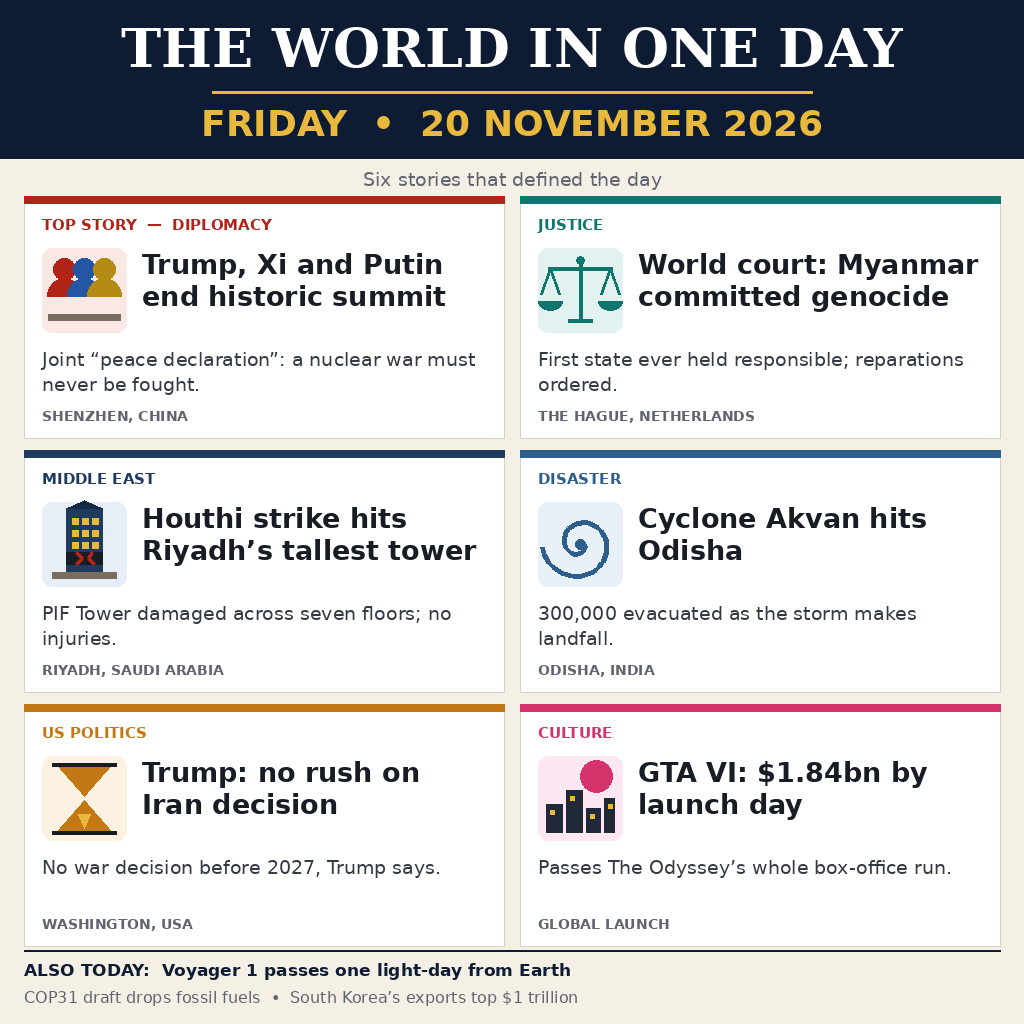 THE WORLD IN ONE DAY
FRIDAY • 20 NOVEMBER 2026
Six stories that defined the day
TOP STORY — DIPLOMACY
Trump, Xi and Putin
end historic summit
Joint “peace declaration”: a nuclear war must
never be fought.
SHENZHEN, CHINA
JUSTICE
World court: Myanmar
committed genocide
First state ever held responsible; reparations
ordered.
THE HAGUE, NETHERLANDS
MIDDLE EAST
Houthi strike hits
Riyadh’s tallest tower
PIF Tower damaged across seven floors; no
injuries.
RIYADH, SAUDI ARABIA
DISASTER
Cyclone Akvan hits
Odisha
300,000 evacuated as the storm makes
landfall.
ODISHA, INDIA
US POLITICS
Trump: no rush on
Iran decision
No war decision before 2027, Trump says.
WASHINGTON, USA
CULTURE
GTA VI: $1.84bn by
launch day
Passes The Odyssey’s whole box-office run.
GLOBAL LAUNCH
ALSO TODAY: Voyager 1 passes one light-day from Earth
COP31 draft drops fossil fuels • South Korea’s exports top $1 trillion